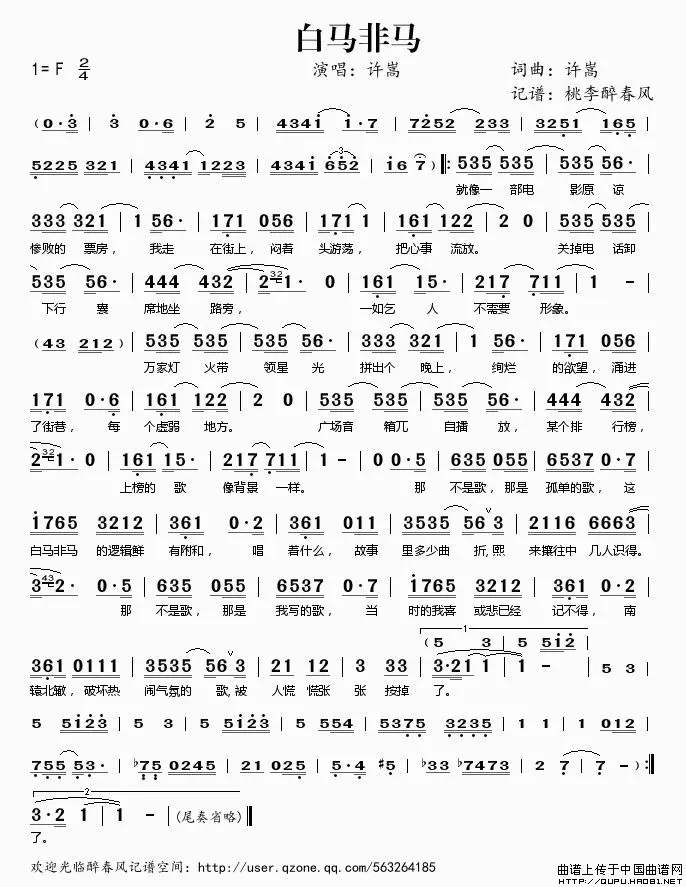 白马非马
1=F 2/4 演唱：许嵩 词曲：许嵩
记谱：桃李醉春风
(0·3 | 3 0·6 | 2 5 | 4341 1·7 | 7252 233 | 3251 165 |
5225 321 | 4341 1223 | 4341 652 | 16 7) |: 535 535 | 535 56· |
就像一 部电 影原 谅
333 321 | 1 56· | 171 056 | 171 1 | 161 122 | 2 0 | 535 535 |
惨败的 票房， 我走 在街上，闷着 头游荡， 把心事 流放。 关掉电 话卸
535 56· | 444 432 | 2 32 1· 0 | 161 15· | 217 711 | 1 - |
下行 囊 席地坐 路旁， 一如乞 人 不需要 形象。
(43 212) | 535 535 | 535 56· | 333 321 | 1 56· | 171 056 |
万家灯 火带 领星 光 拼出个 晚上， 绚烂 的欲望，涌进
171 0·6 | 161 122 | 2 0 | 535 535 | 535 56· | 444 432 |
了街巷， 每 个虚弱 地方。 广场音 箱兀 自播 放， 某个排 行榜，
2 32 1· 0 | 161 15· | 217 711 | 1 - | 0 0·5 | 635 055 | 6537 0·7 |
上榜的 歌 像背景 一样。 那 不是歌，那是 孤单的歌，这
1765 3212 | 361 0·2 | 361 011 | 3535 56 3 | 2116 6663 |
白马非马 的逻辑鲜 有附和， 唱 着什么， 故事 里多少曲 折,熙 来攘往中 几人识得。
3 43 2· 0·5 | 635 055 | 6537 0·7 | 1765 3212 | 361 0·2 |
那 不是歌，那是 我写的歌， 当 时的我喜 或悲已经 记不得，南
1
(5 3 | 5 512
361 0111 | 3535 56 3 | 21 12 | 3 33 | 3·21 1 | 1 - | 5 3 |
辕北辙，破坏热 闹气氛的 歌,被 人慌 慌张 张 按掉 了。
5 5123 | 5 3 | 5 5123 | 5 554 | 5375 3235 | 1 1 | 1 012 |
755 53· | ♭75 0245 | 21 025 | 5·4 5 | ♭33 ♭7473 | 2 7 | 7 -) :|
2
3·2 1 | 1 - | (尾奏省略) ‖
了。
欢迎光临醉春风记谱空间：http://user.qzone.qq.com/563264185
曲谱上传于中国曲谱网
HTTP://QUPU.HAO81.NET